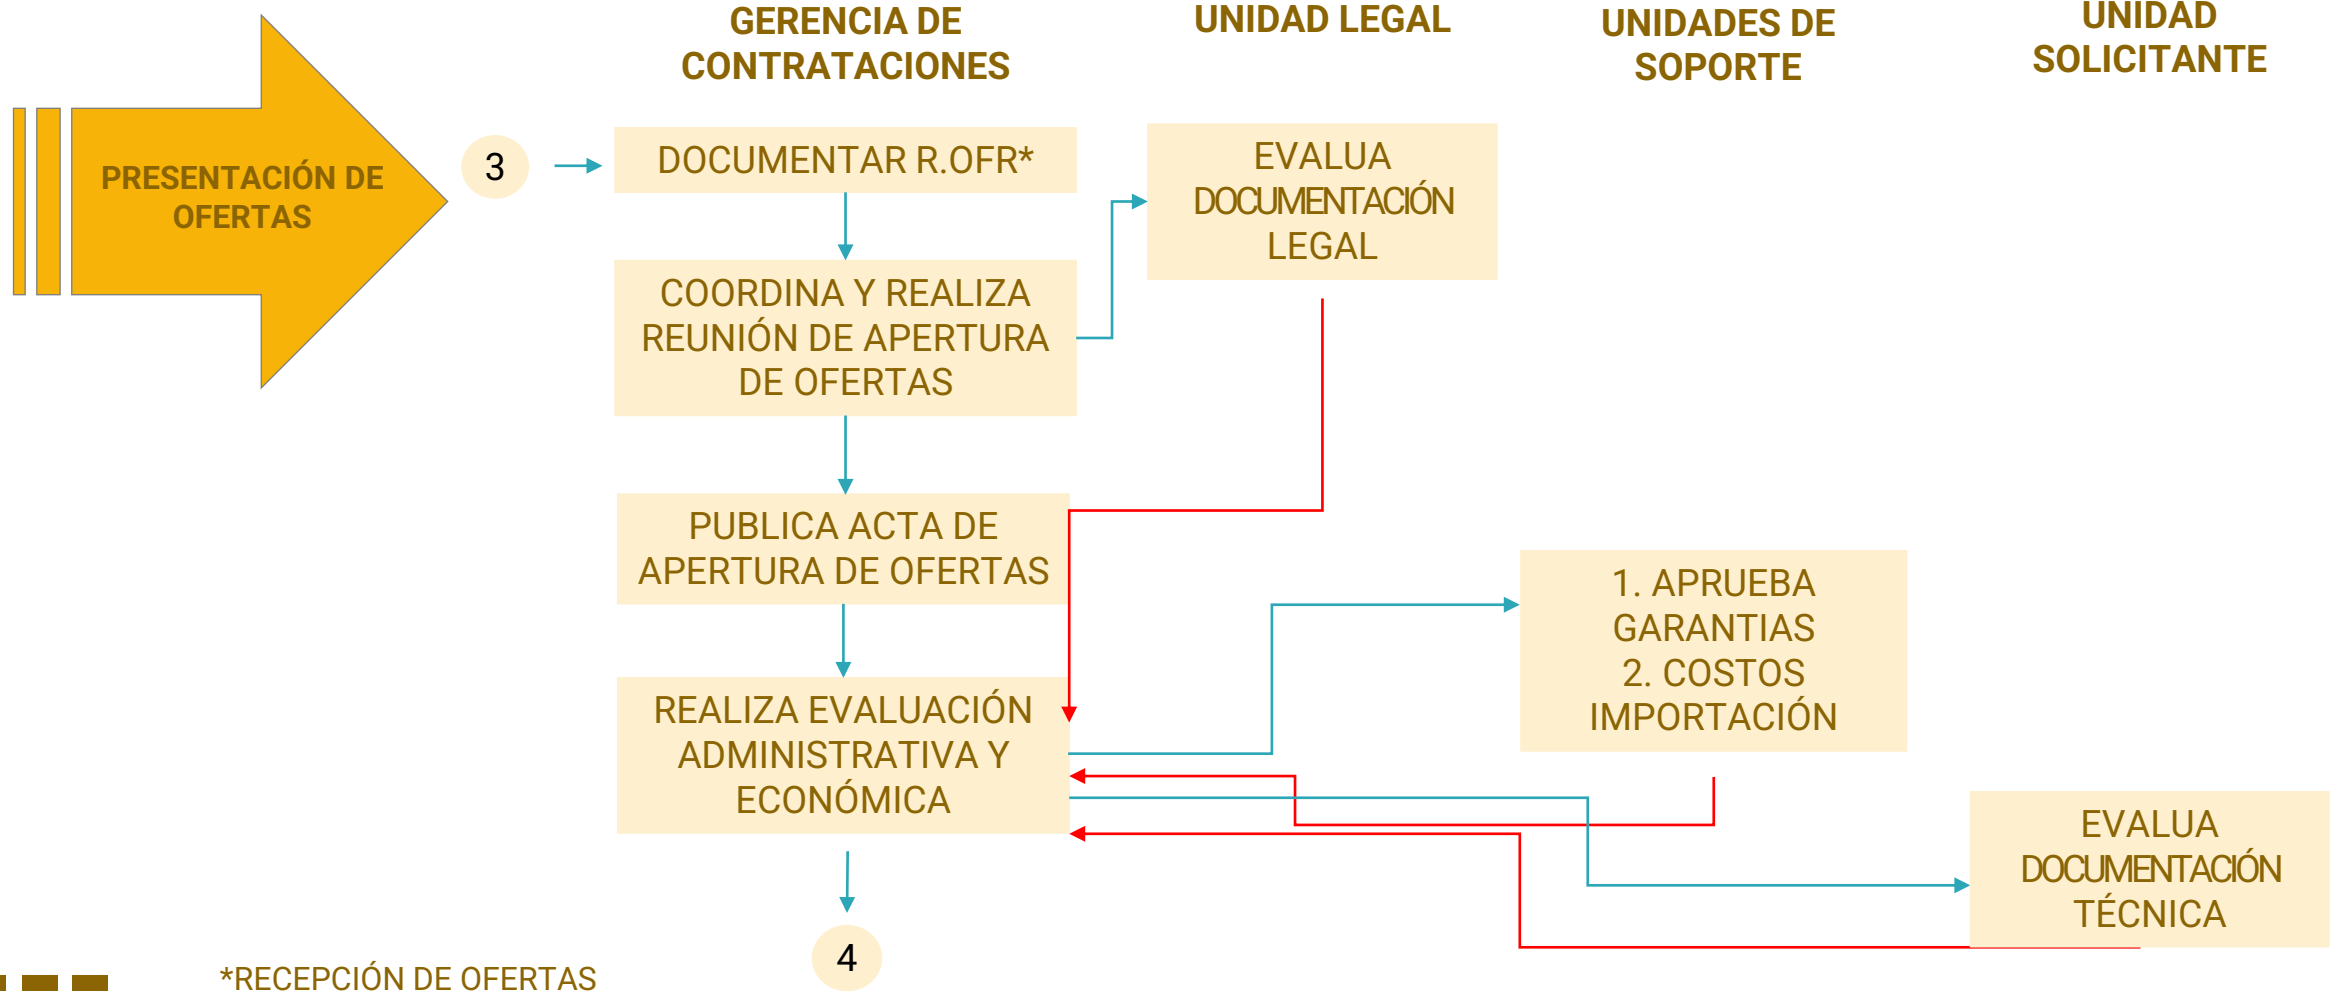 GERENCIA DE
CONTRATACIONES
UNIDAD LEGAL
UNIDADES DE
SOPORTE
UNIDAD
SOLICITANTE
PRESENTACIÓN DE
OFERTAS
3
DOCUMENTAR R.OFR*
EVALUA
DOCUMENTACIÓN
LEGAL
COORDINA Y REALIZA
REUNIÓN DE APERTURA
DE OFERTAS
PUBLICA ACTA DE
APERTURA DE OFERTAS
1. APRUEBA
GARANTIAS
2. COSTOS
IMPORTACIÓN
REALIZA EVALUACIÓN
ADMINISTRATIVA Y
ECONÓMICA
EVALUA
DOCUMENTACIÓN
TÉCNICA
4
*RECEPCIÓN DE OFERTAS